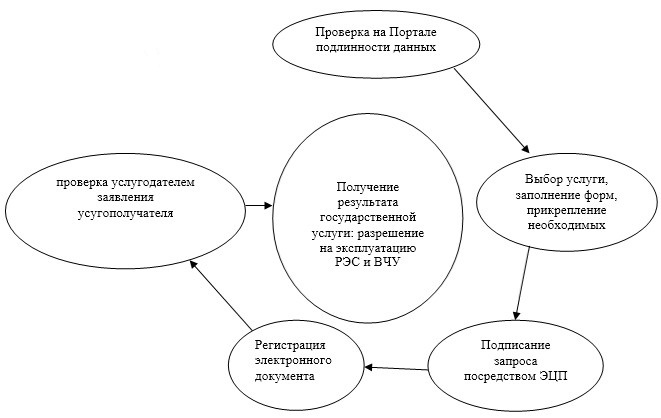 Проверка на Портале
подлинности данных
Выбор услуги,
заполнение форм,
прикрепление
необходимых
Подписание
запроса
посредством ЭЦП
Регистрация
электронного
документа
проверка услугодателем
заявления
усугополучателя
Получение
результата
государственной
услуги: разрешение
на эксплуатацию
РЭС и ВЧУ